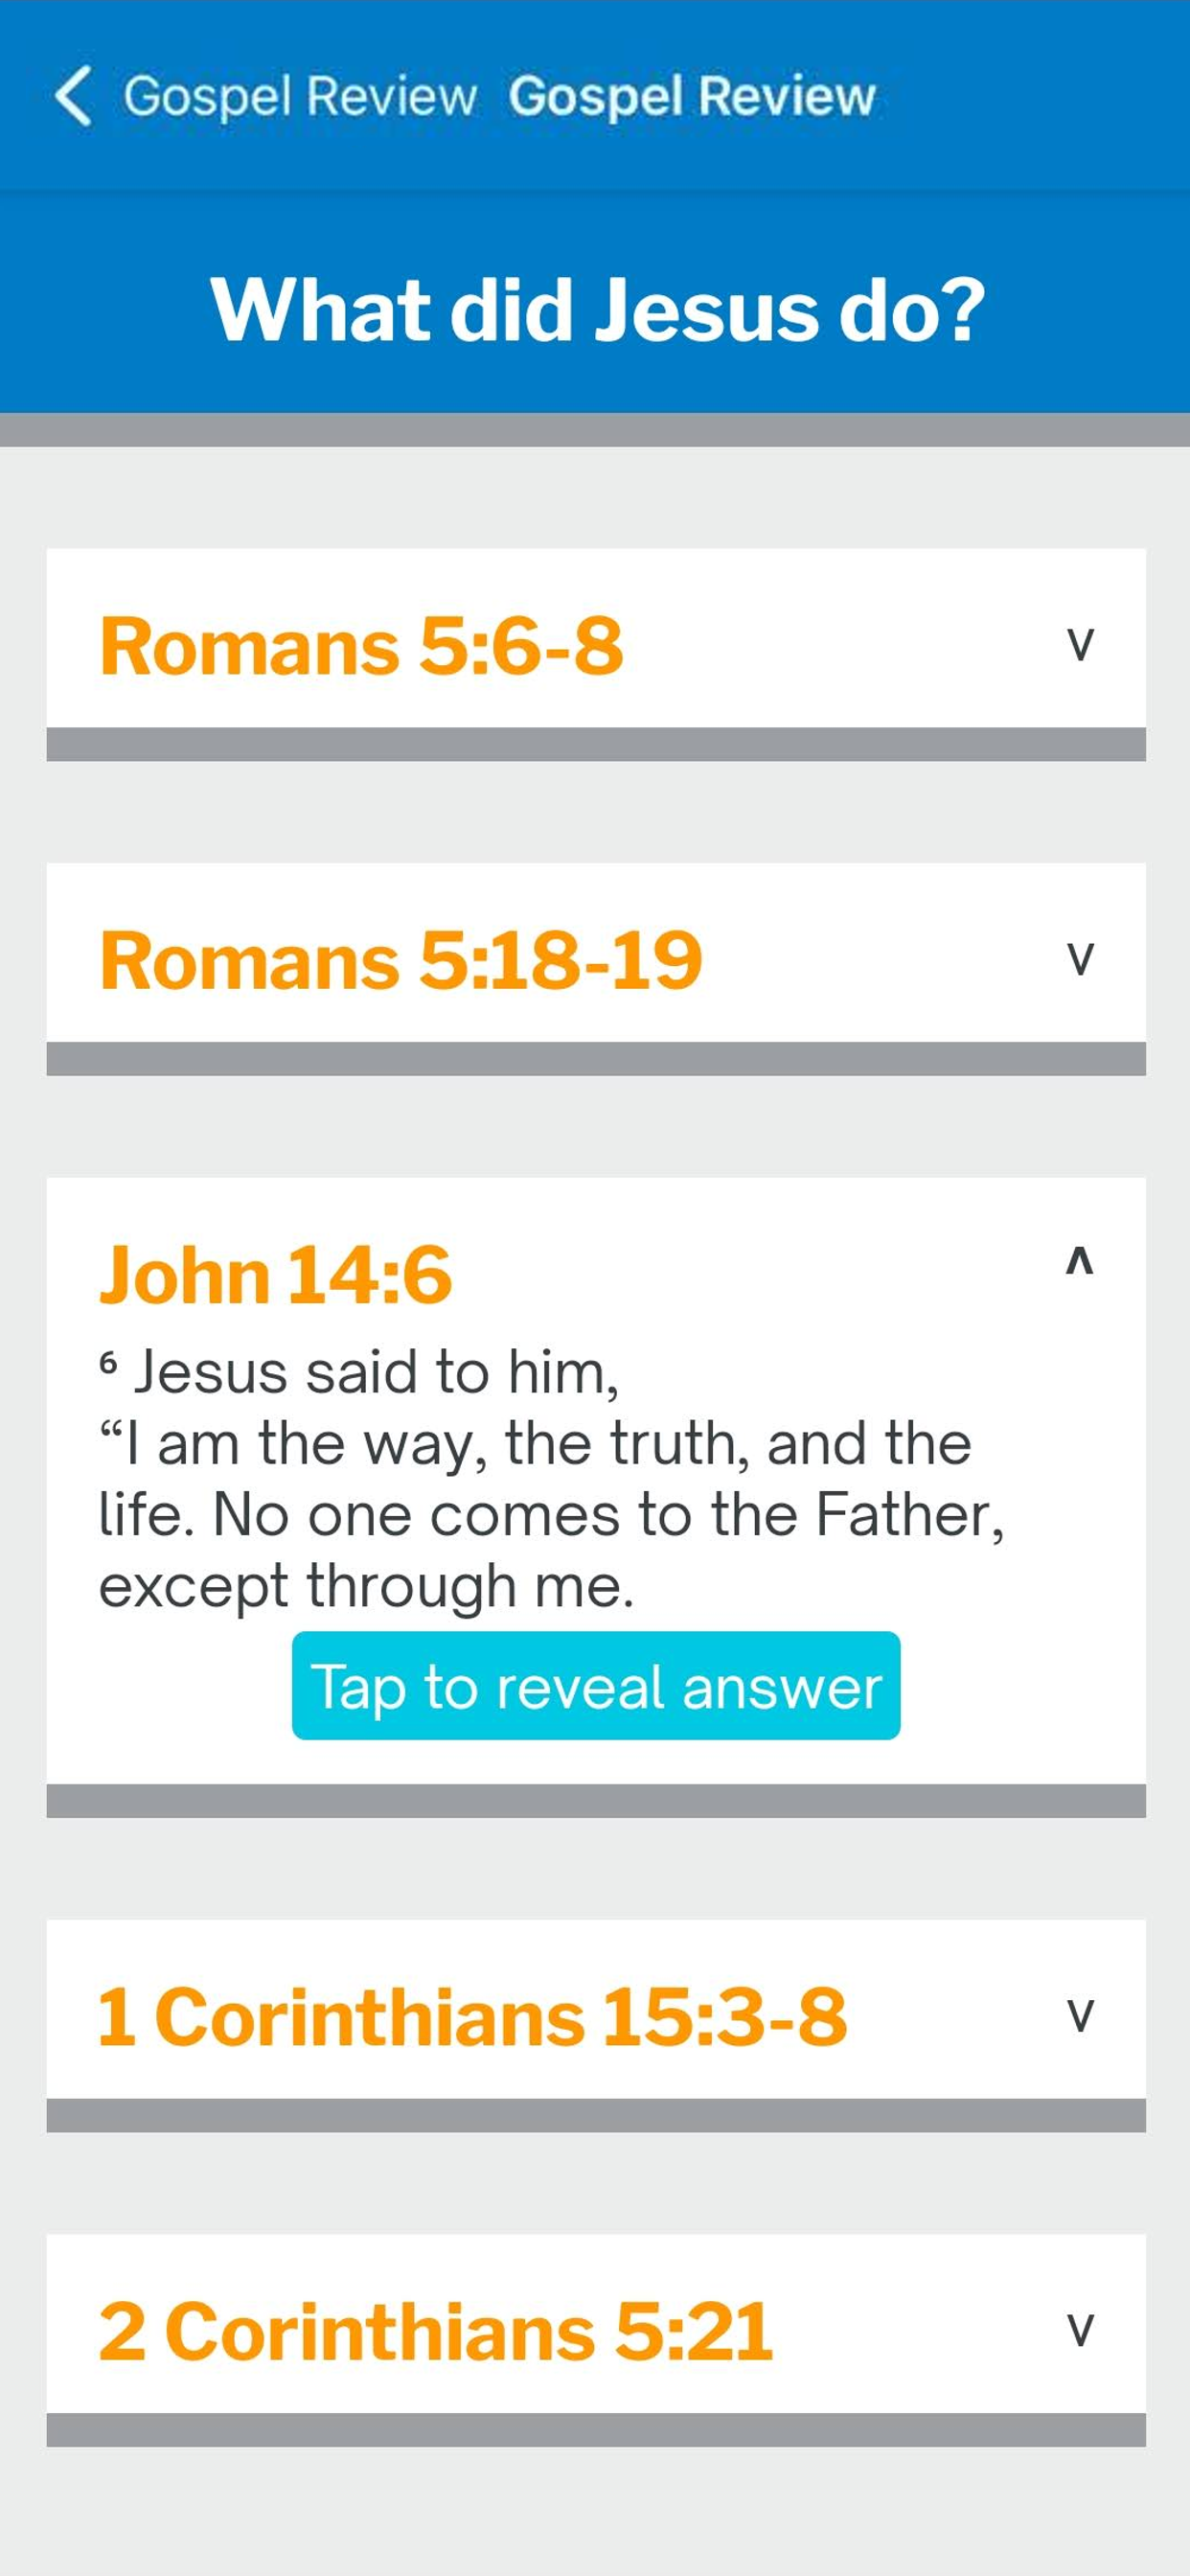 Gospel Review Gospel Review
What did Jesus do?
Romans 5:6-8
Romans 5:18-19
John 14:6
⁶ Jesus said to him,
“I am the way, the truth, and the
life. No one comes to the Father,
except through me.
Tap to reveal answer
1 Corinthians 15:3-8
2 Corinthians 5:21